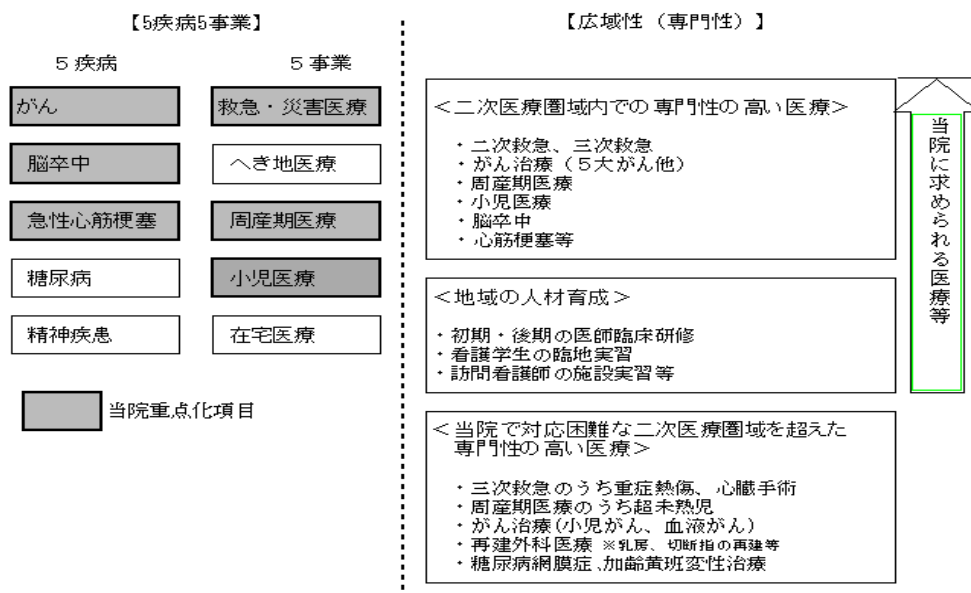 【5疾病5事業】
5 疾病
5 事業
がん
救急・災害医療
脳卒中
へき地医療
急性心筋梗塞
周産期医療
糖尿病
小児医療
精神疾患
在宅医療
当院重点化項目
【広域性（専門性）】
＜二次医療圏域内での専門性の高い医療＞
・二次救急、三次救急
・がん治療（5大がん他）
・周産期医療
・小児医療
・脳卒中
・心筋梗塞等
＜地域の人材育成＞
・初期・後期の医師臨床研修
・看護学生の臨地実習
・訪問看護師の施設実習等
＜当院で対応困難な二次医療圏域を超えた
専門性の高い医療＞
・三次救急のうち重症熱傷、心臓手術
・周産期医療のうち超未熟児
・がん治療(小児がん、血液がん)
・再建外科医療 ※乳房、切断指の再建等
・糖尿病網膜症、加齢黄斑変性治療
当院に求められる医療等